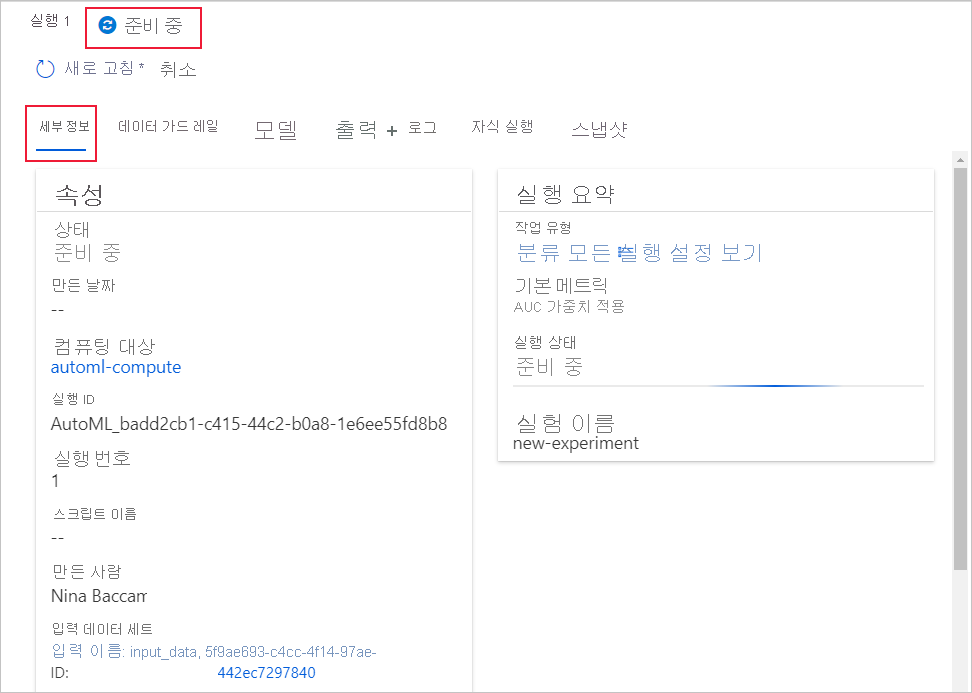 실행 1 준비 중
새로 고침* 취소
세부 정보 데이터 가드 레일 모델 출력 + 로그 자식 실행 스냅샷
속성
상태
준비 중
만든 날짜
--
컴퓨팅 대상
automl-compute
실행 ID
AutoML_badd2cb1-c415-44c2-b0a8-1e6ee55fd8b8
실행 번호
1
스크립트 이름
--
만든 사람
Nina Baccam
입력 데이터 세트
입력 이름: input_data, 5f9ae693-c4cc-4f14-97ae-
ID: 442ec7297840
실행 요약
작업 유형
분류 모든 실행 설정 보기
기본 메트릭
AUC 가중치 적용
실행 상태
준비 중
실험 이름
new-experiment